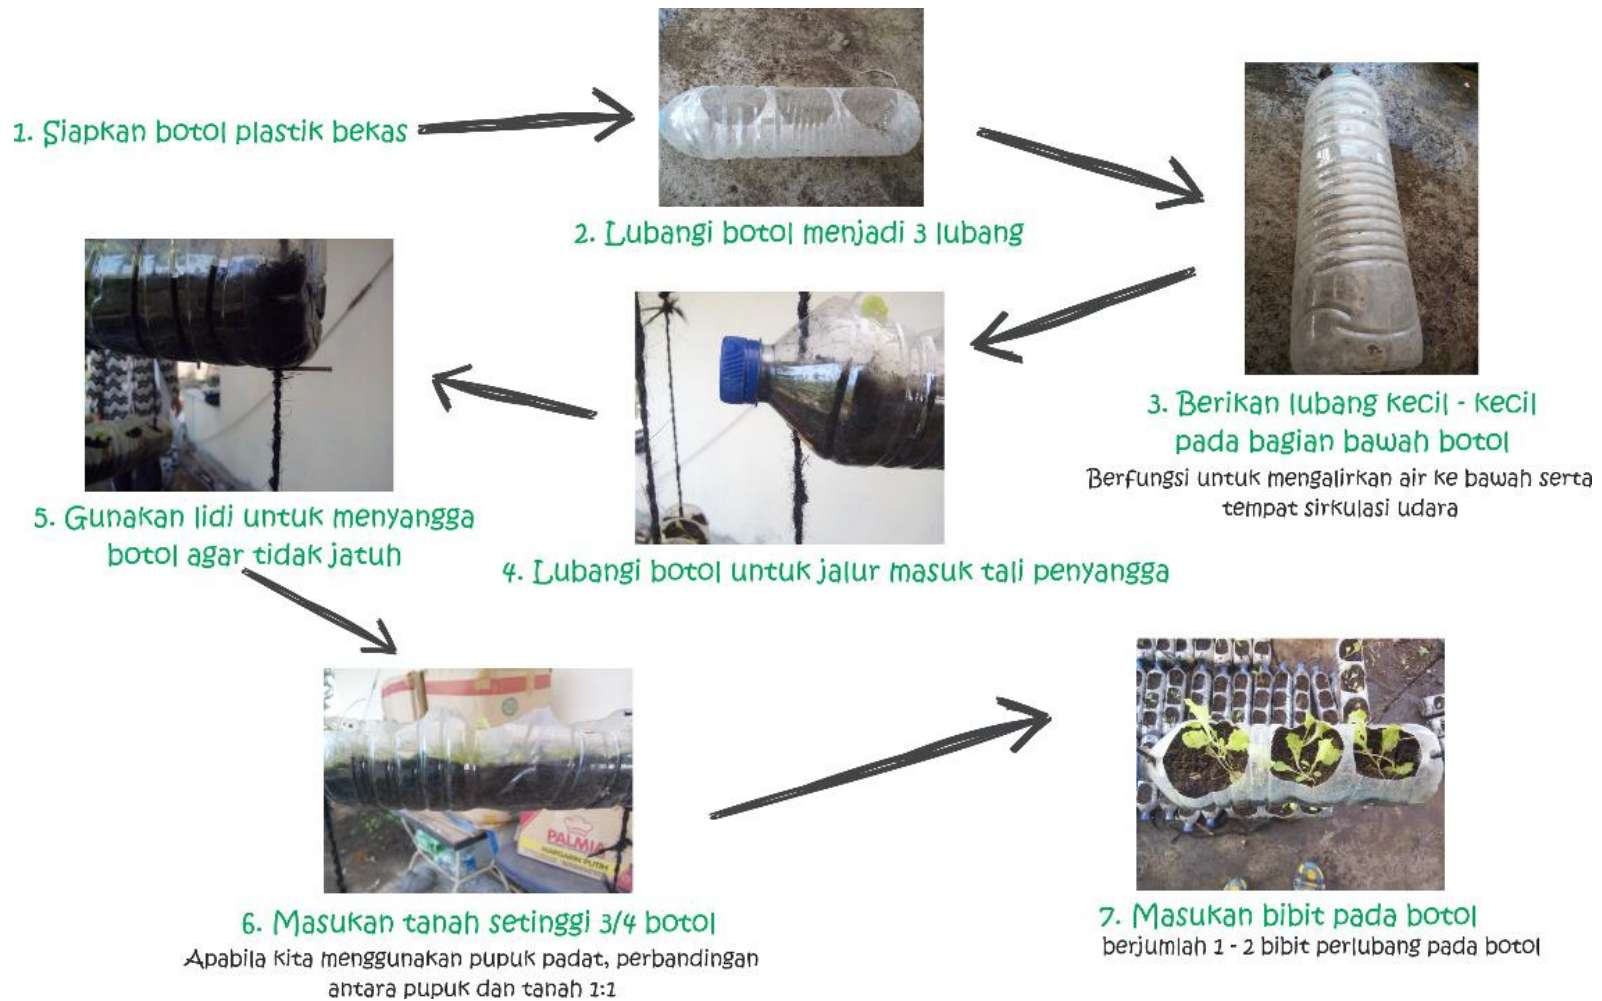 1. Siapkan botol plastik bekas
2. Lubangi botol menjadi 3 lubang
3. Berikan lubang kecil - kecil
pada bagian bawah botol
Berfungsi untuk mengalirkan air ke bawah serta
tempat sirkulasi udara
4. Lubangi botol untuk jalur masuk tali penyangga
5. Gunakan lidi untuk menyangga
botol agar tidak jatuh
PALMIA
MARGARIN PUTIH
6. Masukan tanah setinggi 3/4 botol
Apabila kita menggunakan pupuk padat, perbandingan
antara pupuk dan tanah 1:1
7. Masukan bibit pada botol
berjumlah 1 - 2 bibit perlubang pada botol